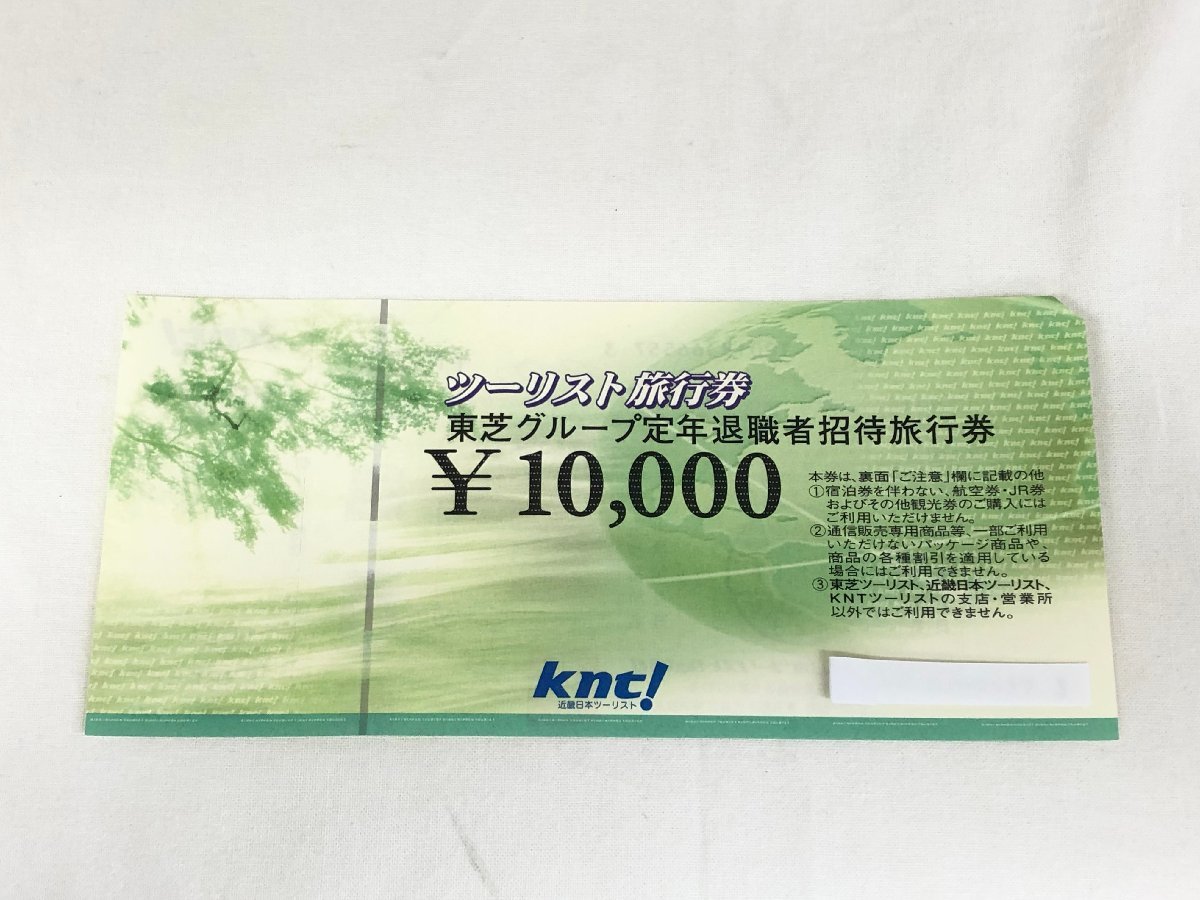 ツーリスト旅行券
東芝グループ定年退職者招待旅行券
¥10,000
本券は、裏面「ご注意」欄に記載の他
①宿泊券を伴わない、航空券・JR券
およびその他観光券のご購入には
ご利用いただけません。
②通信販売専用商品等、一部ご利用
いただけないパッケージ商品や、
商品の各種割引を適用している
場合にはご利用できません。
③東芝ツーリスト、近畿日本ツーリスト、
KNTツーリストの支店・営業所
以外ではご利用できません。
knt!
近畿日本ツーリスト